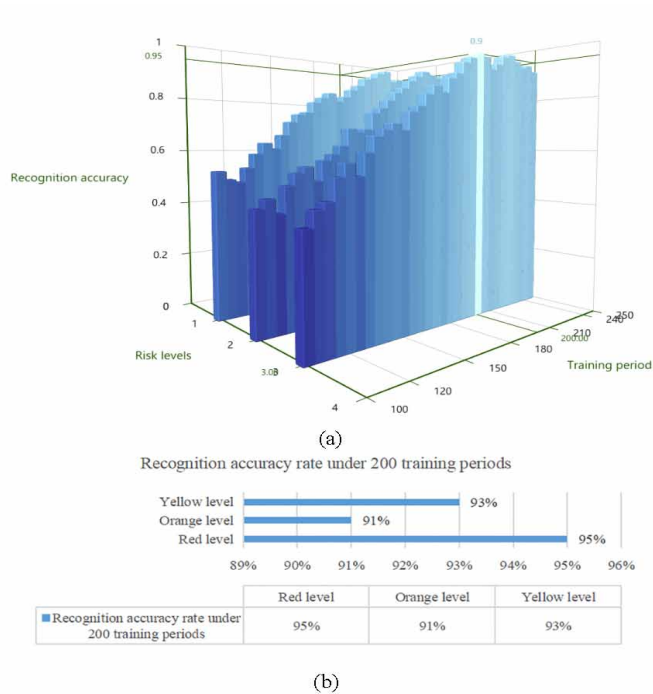 0.9
1
0.95
0.8
0.6
Recognition accuracy
0.4
0.2
0
1
2
3.00
3
4
Risk levels
100
120
150
180
200.00
210
240
250
Training period
(a)
Recognition accuracy rate under 200 training periods
Yellow level 93%
Orange level 91%
Red level 95%
89% 90% 91% 92% 93% 94% 95% 96%
Red level Orange level Yellow level
Recognition accuracy rate under
200 training periods
95% 91% 93%
(b)